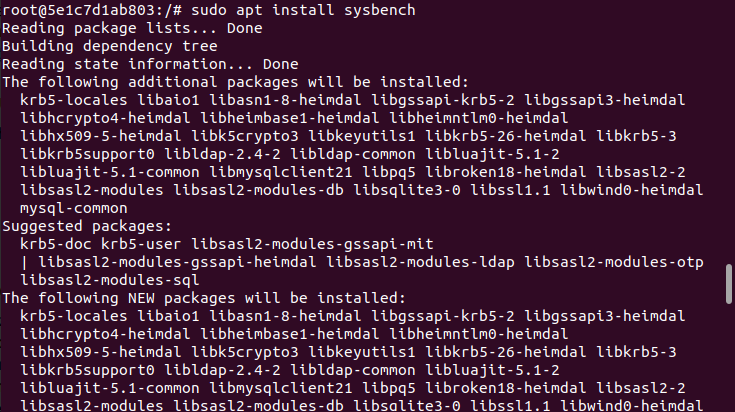 root@5e1c7d1ab803:/# sudo apt install sysbench
Reading package lists... Done
Building dependency tree
Reading state information... Done
The following additional packages will be installed:
  krb5-locales libaio1 libasn1-8-heimdal libgssapi-krb5-2 libgssapi3-heimdal
  libhcrypto4-heimdal libheimbase1-heimdal libheimntlm0-heimdal
  libhx509-5-heimdal libk5crypto3 libkeyutils1 libkrb5-26-heimdal libkrb5-3
  libkrb5support0 libldap-2.4-2 libldap-common libluajit-5.1-2
  libluajit-5.1-common libmysqlclient21 libpq5 libroken18-heimdal libsasl2-2
  libsasl2-modules libsasl2-modules-db libsqlite3-0 libssl1.1 libwind0-heimdal
  mysql-common
Suggested packages:
  krb5-doc krb5-user libsasl2-modules-gssapi-mit
  | libsasl2-modules-gssapi-heimdal libsasl2-modules-ldap libsasl2-modules-otp
  libsasl2-modules-sql
The following NEW packages will be installed:
  krb5-locales libaio1 libasn1-8-heimdal libgssapi-krb5-2 libgssapi3-heimdal
  libhcrypto4-heimdal libheimbase1-heimdal libheimntlm0-heimdal
  libhx509-5-heimdal libk5crypto3 libkeyutils1 libkrb5-26-heimdal libkrb5-3
  libkrb5support0 libldap-2.4-2 libldap-common libluajit-5.1-2
  libluajit-5.1-common libmysqlclient21 libpq5 libroken18-heimdal libsasl2-2
  libsasl2-modules libsasl2-modules-db libsqlite3-0 libssl1.1 libwind0-heimdal